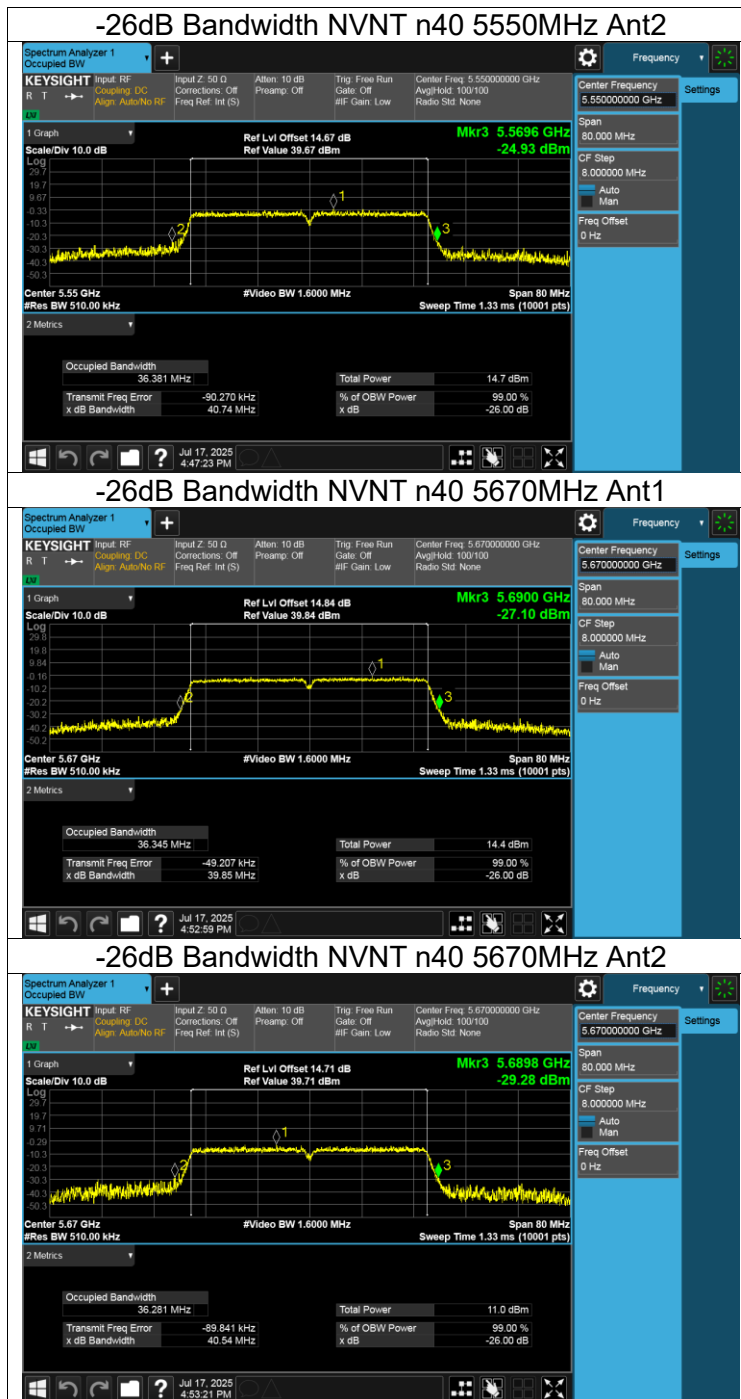 -26dB Bandwidth NVNT n40 5550MHz Ant2
Spectrum Analyzer 1
Occupied BW
+
Frequency
KEYSIGHT
R T
LXI
Input: RF
Coupling: DC
Align: Auto/No RF
Input Z: 50 Ω
Corrections: Off
Freq Ref: Int (S)
Atten: 10 dB
Preamp: Off
Trig: Free Run
Gate: Off
#IF Gain: Low
Center Freq: 5.550000000 GHz
Avg|Hold: 100/100
Radio Std: None
Center Frequency
5.550000000 GHz
Settings
Span
80.000 MHz
CF Step
8.000000 MHz
Auto
Man
Freq Offset
0 Hz
1 Graph
Scale/Div 10.0 dB
Ref Lvl Offset 14.67 dB
Ref Value 39.67 dBm
Mkr3 5.5696 GHz
-24.93 dBm
Log
29.7
19.7
9.67
-0.33
-10.3
-20.3
-30.3
-40.3
-50.3
1
2
3
Center 5.55 GHz
#Res BW 510.00 kHz
#Video BW 1.6000 MHz
Span 80 MHz
Sweep Time 1.33 ms (10001 pts)
2 Metrics
Occupied Bandwidth
36.381 MHz
Total Power 14.7 dBm
Transmit Freq Error -90.270 kHz
% of OBW Power 99.00 %
x dB Bandwidth 40.74 MHz
x dB -26.00 dB
?
Jul 17, 2025
4:47:23 PM
-26dB Bandwidth NVNT n40 5670MHz Ant1
Spectrum Analyzer 1
Occupied BW
+
Frequency
KEYSIGHT
R T
LXI
Input: RF
Coupling: DC
Align: Auto/No RF
Input Z: 50 Ω
Corrections: Off
Freq Ref: Int (S)
Atten: 10 dB
Preamp: Off
Trig: Free Run
Gate: Off
#IF Gain: Low
Center Freq: 5.670000000 GHz
Avg|Hold: 100/100
Radio Std: None
Center Frequency
5.670000000 GHz
Settings
Span
80.000 MHz
CF Step
8.000000 MHz
Auto
Man
Freq Offset
0 Hz
1 Graph
Scale/Div 10.0 dB
Ref Lvl Offset 14.84 dB
Ref Value 39.84 dBm
Mkr3 5.6900 GHz
-27.10 dBm
Log
29.8
19.8
9.84
-0.16
-10.2
-20.2
-30.2
-40.2
-50.2
1
2
3
Center 5.67 GHz
#Res BW 510.00 kHz
#Video BW 1.6000 MHz
Span 80 MHz
Sweep Time 1.33 ms (10001 pts)
2 Metrics
Occupied Bandwidth
36.345 MHz
Total Power 14.4 dBm
Transmit Freq Error -49.207 kHz
% of OBW Power 99.00 %
x dB Bandwidth 39.85 MHz
x dB -26.00 dB
?
Jul 17, 2025
4:52:59 PM
-26dB Bandwidth NVNT n40 5670MHz Ant2
Spectrum Analyzer 1
Occupied BW
+
Frequency
KEYSIGHT
R T
LXI
Input: RF
Coupling: DC
Align: Auto/No RF
Input Z: 50 Ω
Corrections: Off
Freq Ref: Int (S)
Atten: 10 dB
Preamp: Off
Trig: Free Run
Gate: Off
#IF Gain: Low
Center Freq: 5.670000000 GHz
Avg|Hold: 100/100
Radio Std: None
Center Frequency
5.670000000 GHz
Settings
Span
80.000 MHz
CF Step
8.000000 MHz
Auto
Man
Freq Offset
0 Hz
1 Graph
Scale/Div 10.0 dB
Ref Lvl Offset 14.71 dB
Ref Value 39.71 dBm
Mkr3 5.6898 GHz
-29.28 dBm
Log
29.7
19.7
9.71
-0.29
-10.3
-20.3
-30.3
-40.3
-50.3
1
2
3
Center 5.67 GHz
#Res BW 510.00 kHz
#Video BW 1.6000 MHz
Span 80 MHz
Sweep Time 1.33 ms (10001 pts)
2 Metrics
Occupied Bandwidth
36.281 MHz
Total Power 11.0 dBm
Transmit Freq Error -89.841 kHz
% of OBW Power 99.00 %
x dB Bandwidth 40.54 MHz
x dB -26.00 dB
?
Jul 17, 2025
4:53:21 PM